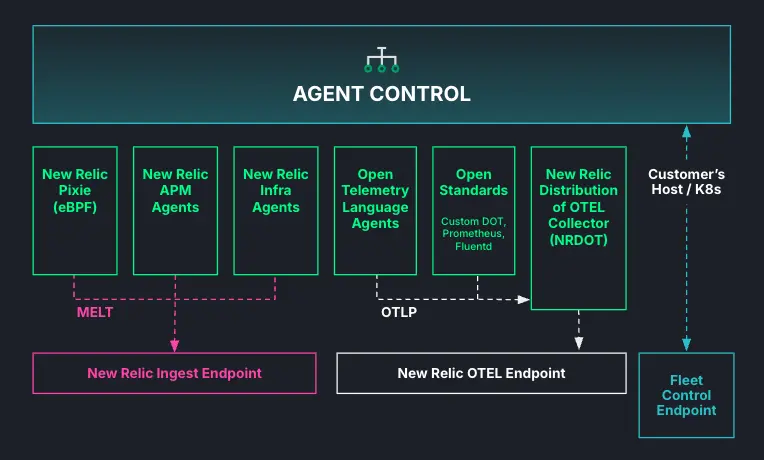 AGENT CONTROL
New Relic
Pixie
(eBPF)
New Relic
APM
Agents
New Relic
Infra
Agents
Open
Telemetry
Language
Agents
Open
Standards
Custom DOT,
Prometheus,
Fluentd
New Relic
Distribution
of OTEL
Collector
(NRDOT)
Customer’s
Host / K8s
MELT
OTLP
New Relic Ingest Endpoint
New Relic OTEL Endpoint
Fleet
Control
Endpoint